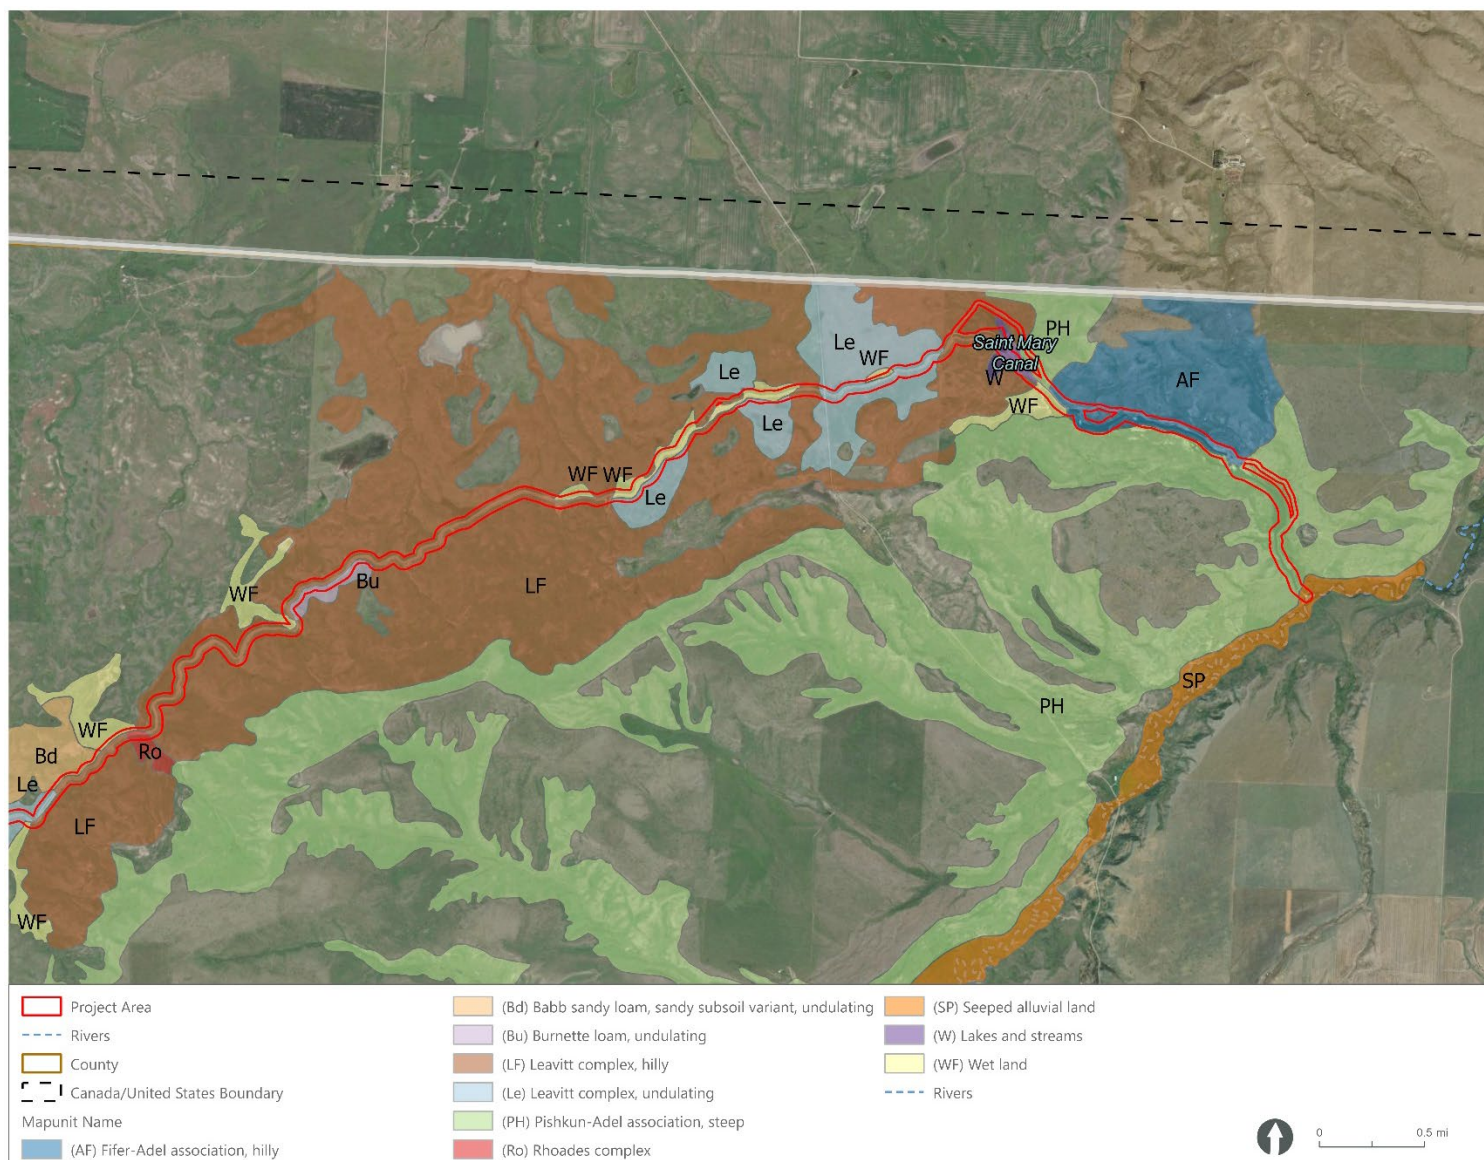 Le
PH
Saint Mary
Canal
Le
WF
Le
W
AF
WF
Le
WF
WF
Le
Bu
LF
WF
SP
PH
WF
Ro
Bd
Le
LF
WF
Project Area
Rivers
County
Canada/United States Boundary
Mapunit Name
(AF) Fifer-Adel association, hilly
(Bd) Babb sandy loam, sandy subsoil variant, undulating
(Bu) Burnette loam, undulating
(LF) Leavitt complex, hilly
(Le) Leavitt complex, undulating
(PH) Pishkun-Adel association, steep
(Ro) Rhoades complex
(SP) Seeped alluvial land
(W) Lakes and streams
(WF) Wet land
Rivers
0 0.5 mi